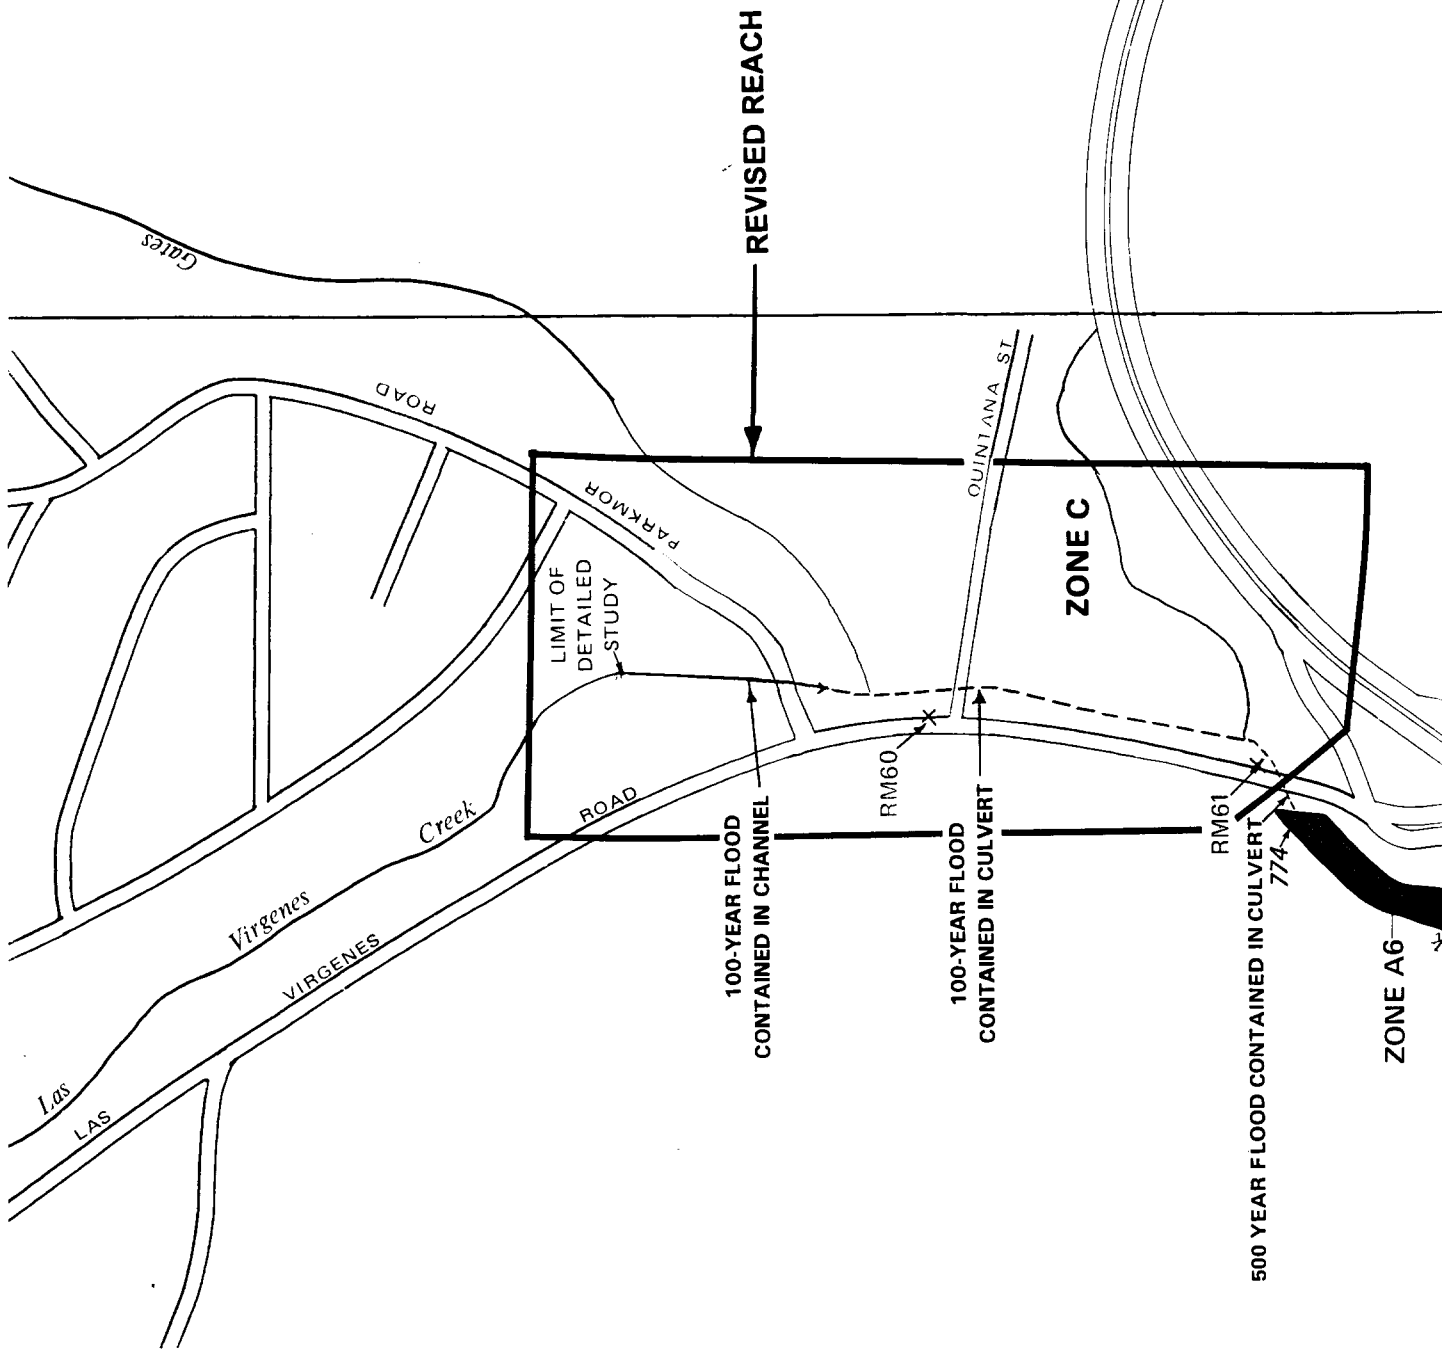 REVISED REACH
Gates
ROAD
PARKMOR
QUINTANA ST
ZONE C
LIMIT OF
DETAILED
STUDY
RM60
RM61
Las
Virgenes
Creek
LAS
VIRGENES
ROAD
100-YEAR FLOOD
CONTAINED IN CHANNEL
100-YEAR FLOOD
CONTAINED IN CULVERT
500 YEAR FLOOD CONTAINED IN CULVERT
774
ZONE A6